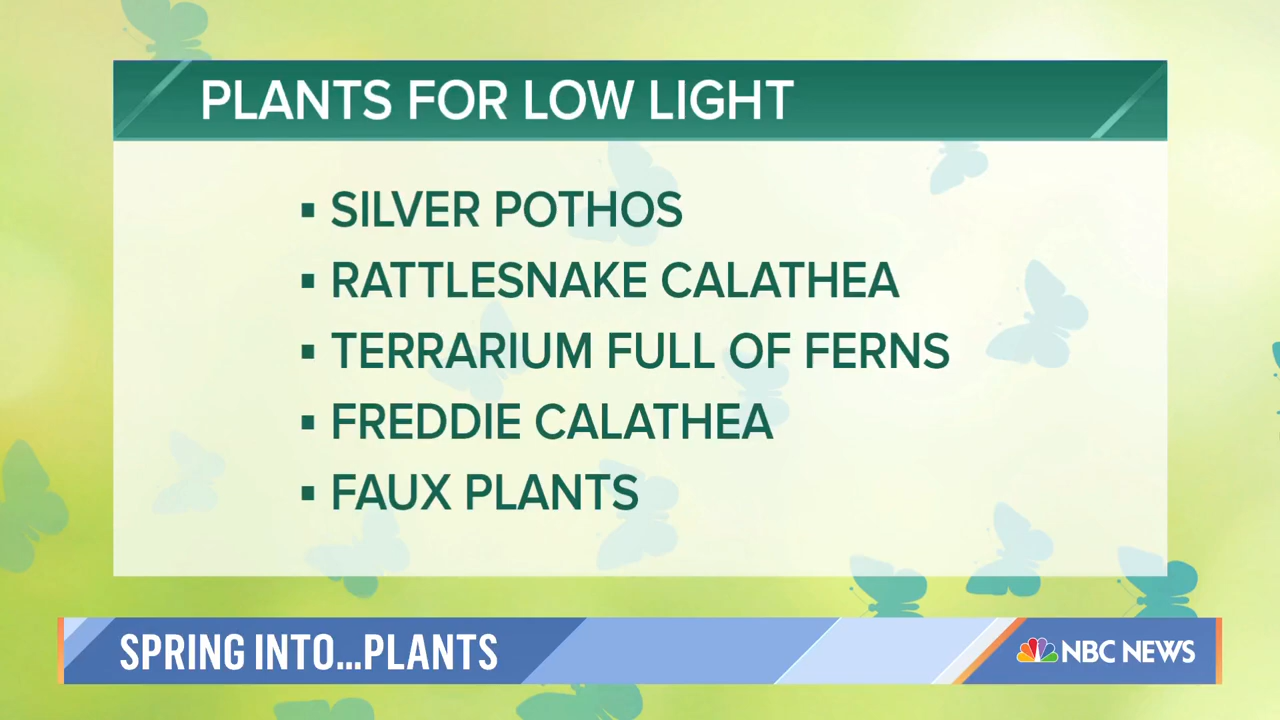 PLANTS FOR LOW LIGHT
▪ SILVER POTHOS
▪ RATTLESNAKE CALATHEA
▪ TERRARIUM FULL OF FERNS
▪ FREDDIE CALATHEA
▪ FAUX PLANTS
SPRING INTO...PLANTS
NBC NEWS